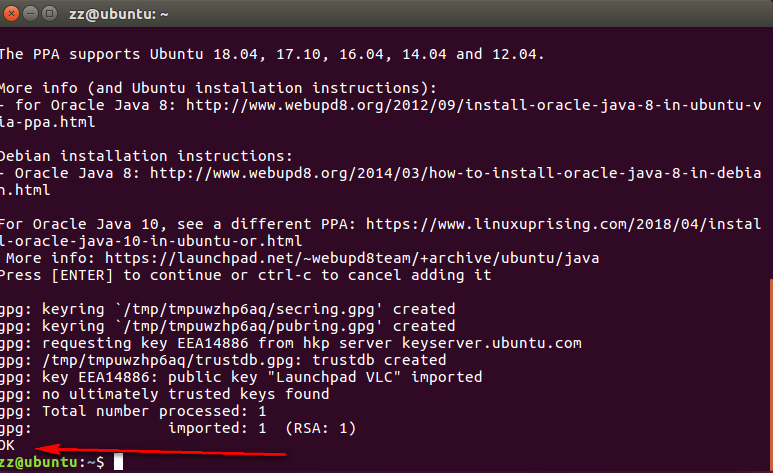 zz@ubuntu: ~
The PPA supports Ubuntu 18.04, 17.10, 16.04, 14.04 and 12.04.
More info (and Ubuntu installation instructions):
- for Oracle Java 8: http://www.webupd8.org/2012/09/install-oracle-java-8-in-ubuntu-v
ia-ppa.html
Debian installation instructions:
- Oracle Java 8: http://www.webupd8.org/2014/03/how-to-install-oracle-java-8-in-debia
n.html
For Oracle Java 10, see a different PPA: https://www.linuxuprising.com/2018/04/instal
l-oracle-java-10-in-ubuntu-or.html
More info: https://launchpad.net/~webupd8team/+archive/ubuntu/java
Press [ENTER] to continue or ctrl-c to cancel adding it
gpg: keyring `/tmp/tmpuwzhp6aq/secring.gpg' created
gpg: keyring `/tmp/tmpuwzhp6aq/pubring.gpg' created
gpg: requesting key EEA14886 from hkp server keyserver.ubuntu.com
gpg: /tmp/tmpuwzhp6aq/trustdb.gpg: trustdb created
gpg: key EEA14886: public key "Launchpad VLC" imported
gpg: no ultimately trusted keys found
gpg: Total number processed: 1
gpg:               imported: 1  (RSA: 1)
OK
zz@ubuntu:~$